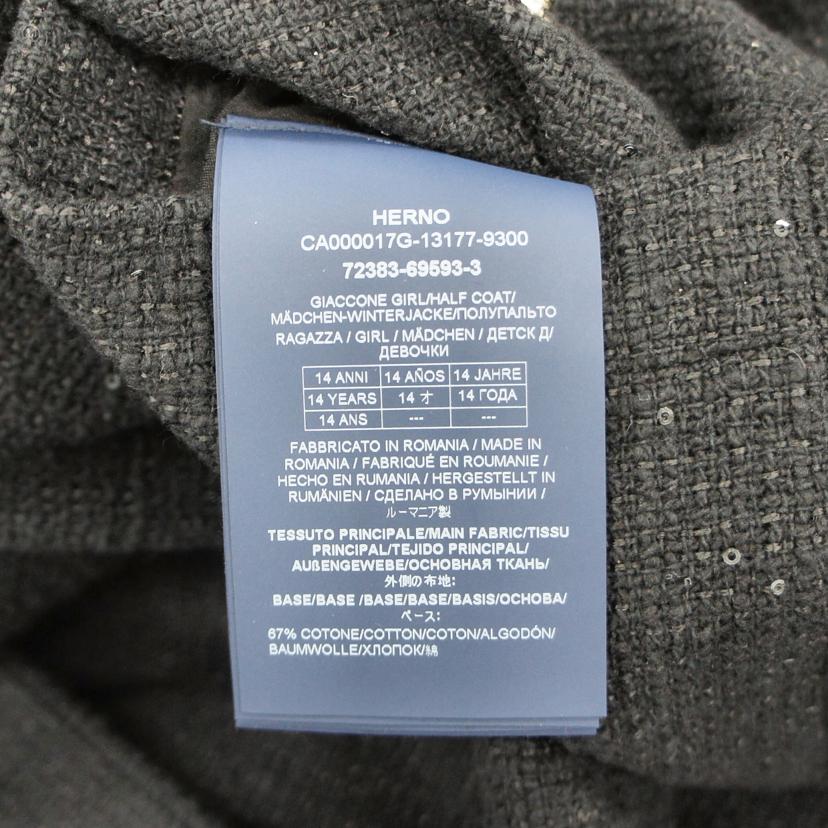 HERNO
CA000017G-13177-9300
72383-69593-3
GIACCONE GIRL/HALF COAT/
MÄDCHEN-WINTERJACKE/ПОЛУПАЛЬТО
RAGAZZA / GIRL / MÄDCHEN / ДЕТСК Д/
ДЕВОЧКИ
14 ANNI 14 AÑOS 14 JAHRE
14 YEARS 14 才 14 ГОДА
14 ANS --- ---
FABBRICATO IN ROMANIA / MADE IN
ROMANIA / FABRIQUÉ EN ROUMANIE /
HECHO EN RUMANIA / HERGESTELLT IN
RUMÄNIEN / СДЕЛАНО В РУМЫНИИ /
ルーマニア製
TESSUTO PRINCIPALE/MAIN FABRIC/TISSU
PRINCIPAL/TEJIDO PRINCIPAL/
AUßENGEWEBE/ОСНОВНАЯ ТКАНЬ/
外側の布地:
BASE/BASE /BASE/BASE/BASIS/ОСНОВА/
ベース:
67% COTONE/COTTON/COTON/ALGODÓN/
BAUMWOLLE/ХЛОПОК/綿